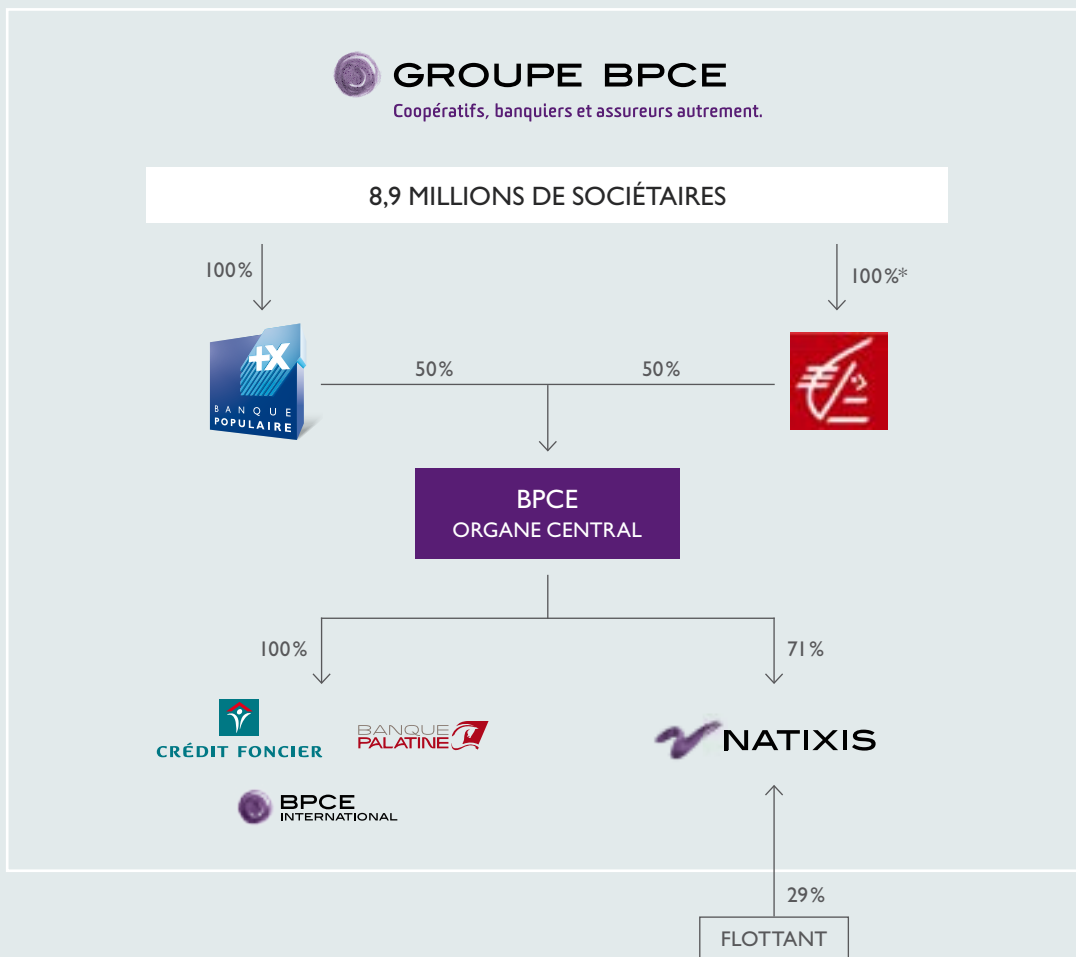 GROUPE BPCE
Coopératifs, banquiers et assureurs autrement.
8,9 MILLIONS DE SOCIÉTAIRES
100%
100%*
+X
BANQUE
POPULAIRE
50%
50%
BPCE
ORGANE CENTRAL
100%
71%
CRÉDIT FONCIER
BANQUE
PALATINE
NATIXIS
BPCE
INTERNATIONAL
29%
FLOTTANT